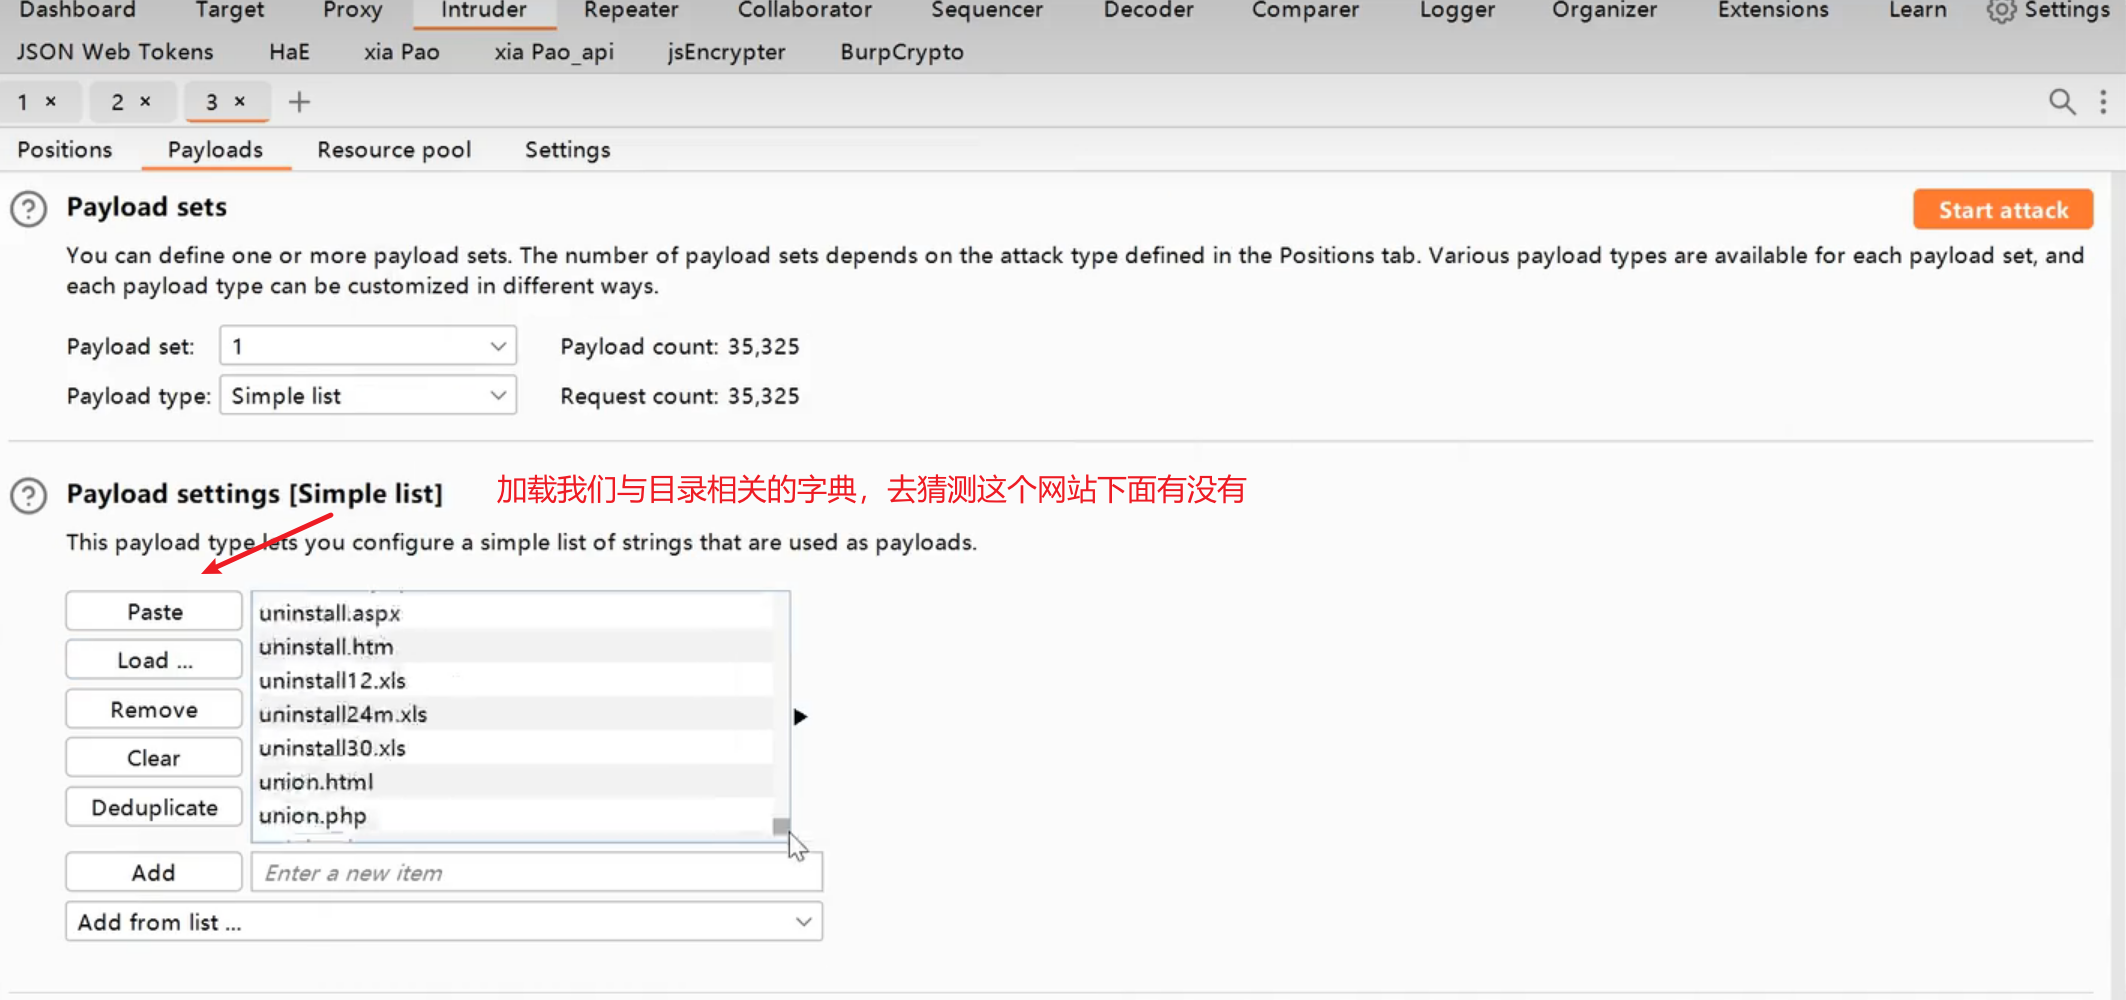 Dashboard Target Proxy Intruder Repeater Collaborator Sequencer Decoder Comparer Logger Organizer Extensions Learn Settings
JSON Web Tokens HaE xia Pao xia Pao_api jsEncrypter BurpCrypto
1 × 2 × 3 × +
Positions Payloads Resource pool Settings
? Payload sets Start attack
You can define one or more payload sets. The number of payload sets depends on the attack type defined in the Positions tab. Various payload types are available for each payload set, and
each payload type can be customized in different ways.
Payload set: 1 Payload count: 35,325
Payload type: Simple list Request count: 35,325
? Payload settings [Simple list] 加载我们与目录相关的字典，去猜测这个网站下面有没有
This payload type lets you configure a simple list of strings that are used as payloads.
Paste uninstall.aspx
uninstall.htm
Load ... uninstall12.xls
Remove uninstall24m.xls
Clear uninstall30.xls
union.html
Deduplicate union.php
Add Enter a new item
Add from list ...